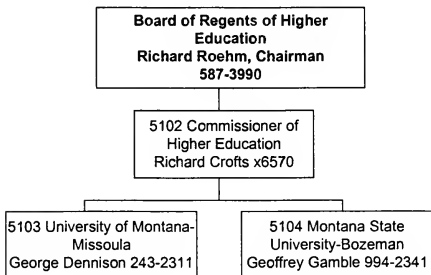 Board of Regents of Higher
Education
Richard Roehm, Chairman
587-3990
5102 Commissioner of
Higher Education
Richard Crofts x6570
5103 University of Montana-
Missoula
George Dennison 243-2311
5104 Montana State
University-Bozeman
Geoffrey Gamble 994-2341